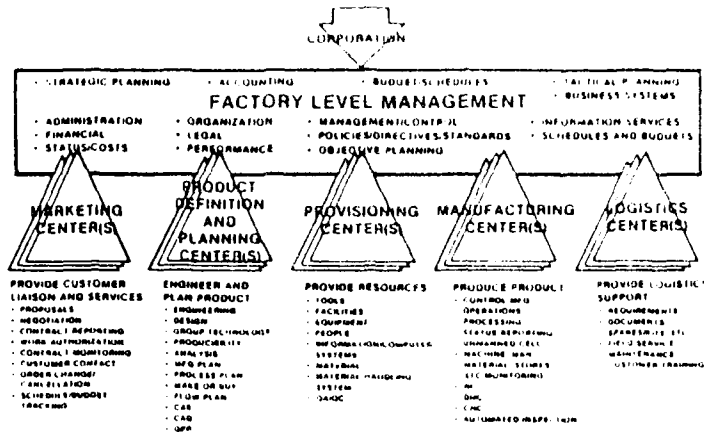 CORPORATION
· STRATEGIC PLANNING · ACCOUNTING · BUDGET/SCHEDULES · TACTICAL PLANNING
· BUSINESS SYSTEMS
FACTORY LEVEL MANAGEMENT
· ADMINISTRATION · ORGANIZATION · MANAGEMENT/CONTROL · INFORMATION SERVICES
· FINANCIAL · LEGAL · POLICIES/DIRECTIVES/STANDARDS · SCHEDULES AND BUDGETS
· STATUS/COSTS · PERFORMANCE · OBJECTIVE PLANNING
MARKETING
CENTER(S)
PRODUCT
DEFINITION
AND
PLANNING
CENTER(S)
PROVISIONING
CENTER(S)
MANUFACTORING
CENTER(S)
LOGISTICS
CENTER(S)
PROVIDE CUSTOMER
LIAISON AND SERVICES
· PROPOSALS
· NEGOTIATION
· CONTRACT REPORTING
· WORK AUTHORIZATION
· CONTRACT MONITORING
· CUSTOMER CONTACT
· ORDER CHANGE/
CANCELLATION
· SCHEDULE/BUDGET
TRACKING
ENGINEER AND
PLAN PRODUCT
· ENGINEERING
· DESIGN
· GROUP TECHNOLOGY
· PRODUCIBILITY
· ANALYSIS
· MFG PLAN
· PROCESS PLAN
· MAKE OR BUY
· FLOW PLAN
PROVIDE RESOURCES
· TOOLS
· FACILITIES
· EQUIPMENT
· PEOPLE
· INFORMATION/COMPUTER
SYSTEMS
· MATERIAL
· MATERIAL HANDLING
SYSTEM
· QA/QC
PRODUCE PRODUCT
· CONTROL MFG
OPERATIONS
· PROCESSING
· STATUS REPORTING
· UNMANNED CELL
· MACHINE MAN
· MATERIAL STORES
· ETC MONITORING
· DNC
· CNC
· AUTOMATED INSPECTION
PROVIDE LOGISTICS
SUPPORT
· REQUIREMENTS
· DOCUMENTS
· SPARES/SITE, ETC
· FIELD SERVICE
· MAINTENANCE
· CUSTOMER TRAINING